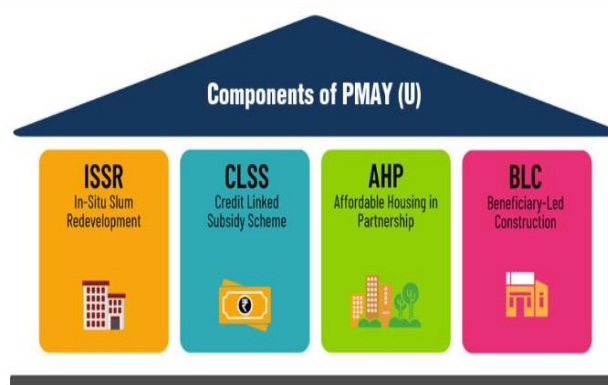 Components of PMAY (U)
ISSR
In-Situ Slum
Redevelopment
CLSS
Credit Linked
Subsidy Scheme
₹
AHP
Affordable Housing in
Partnership
BLC
Beneficiary-Led
Construction